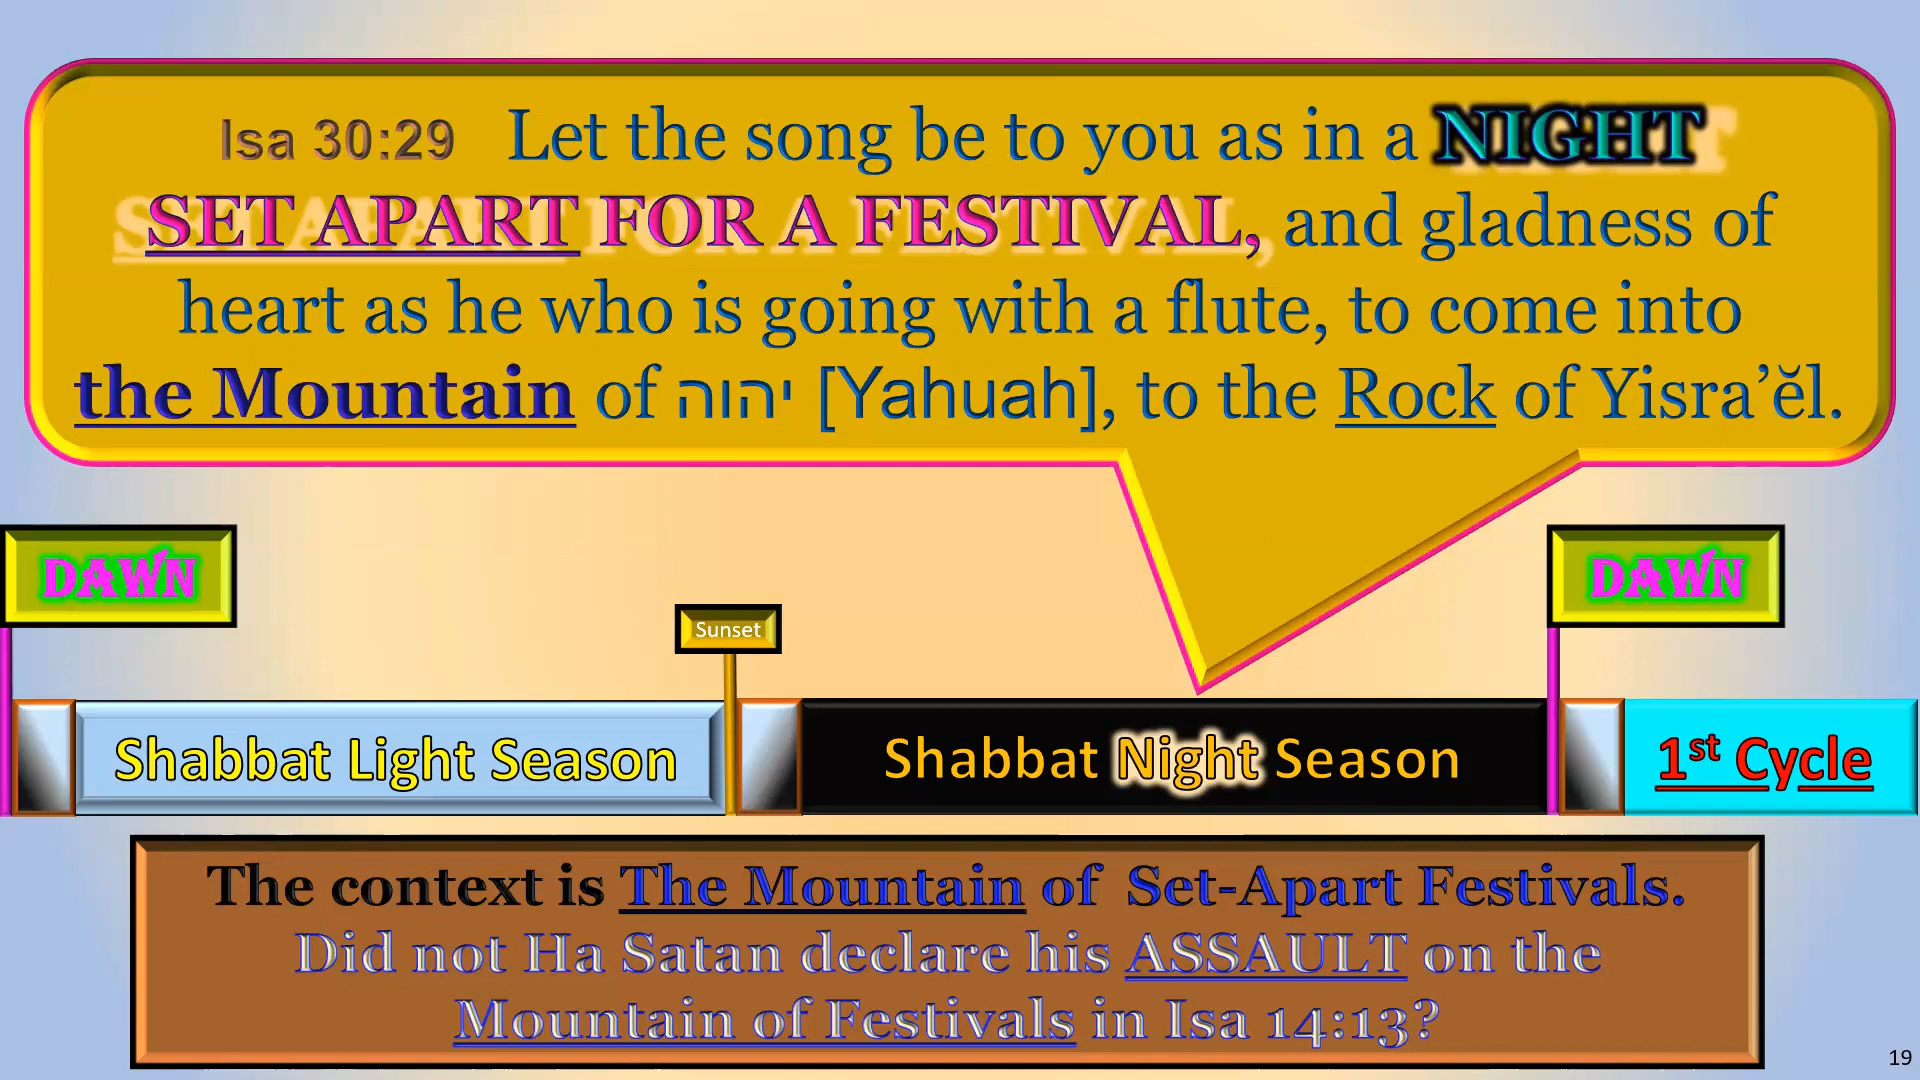 Isa 30:29 Let the song be to you as in a NIGHT
SET APART FOR A FESTIVAL, and gladness of
heart as he who is going with a flute, to come into
the Mountain of יהוה [Yahuah], to the Rock of Yisra’ĕl.
DAWN
DAWN
Sunset
Shabbat Light Season
Shabbat Night Season
1st Cycle
The context is The Mountain of Set-Apart Festivals.
Did not Ha Satan declare his ASSAULT on the
Mountain of Festivals in Isa 14:13?
19